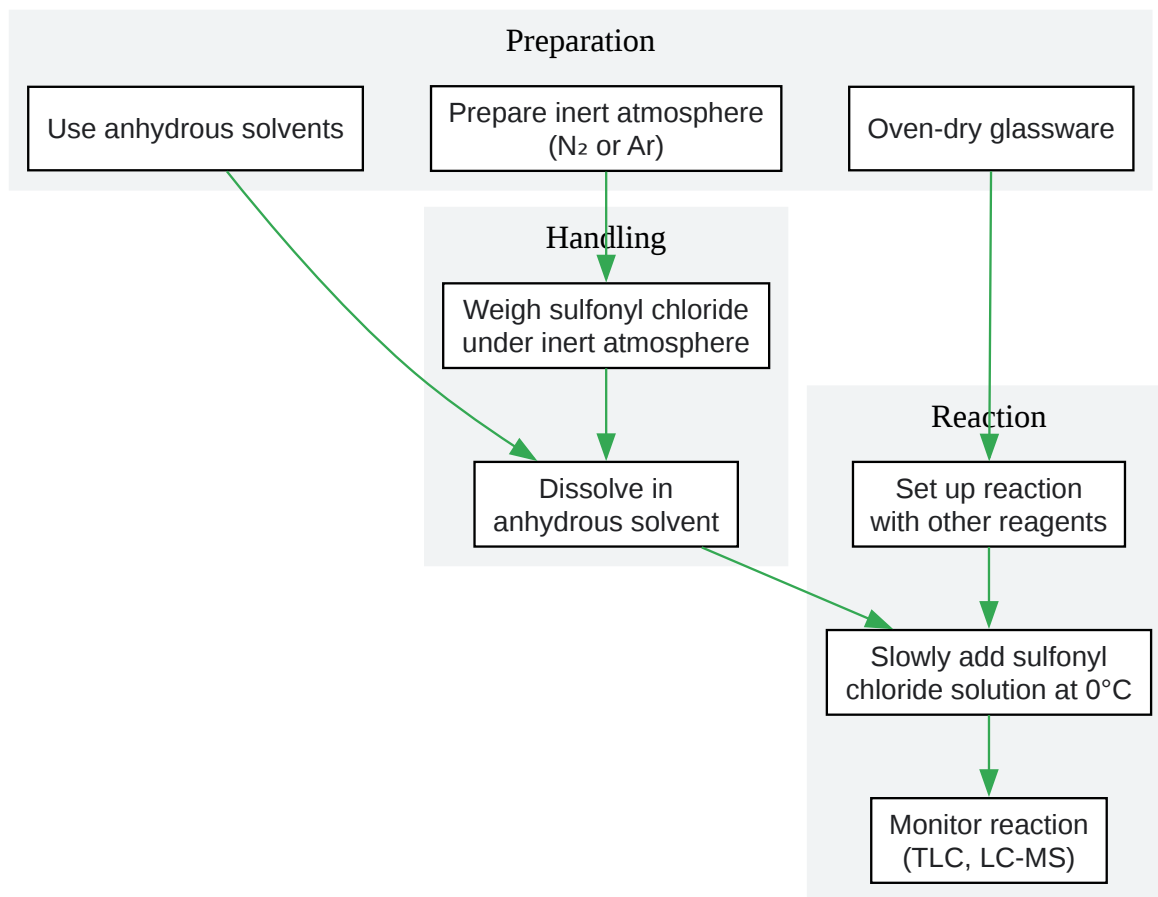 Preparation
Use anhydrous solvents
Prepare inert atmosphere
(N₂ or Ar)
Oven-dry glassware
Handling
Weigh sulfonyl chloride
under inert atmosphere
Reaction
Dissolve in
anhydrous solvent
Set up reaction
with other reagents
Slowly add sulfonyl
chloride solution at 0°C
Monitor reaction
(TLC, LC-MS)